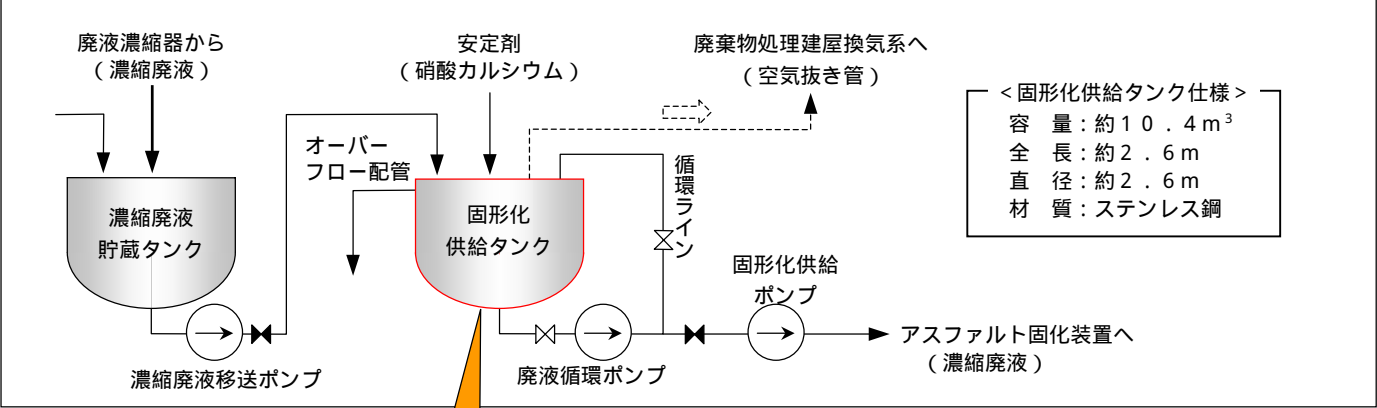 廃液濃縮器から
（濃縮廃液）
安定剤
（硝酸カルシウム）
廃棄物処理建屋換気系へ
（空気抜き管）
＜固形化供給タンク仕様＞
容　量：約１０．４ｍ³
全　長：約２．６ｍ
直　径：約２．６ｍ
材　質：ステンレス鋼
オーバー
フロー配管
循環ライン
濃縮廃液
貯蔵タンク
固形化
供給タンク
固形化供給
ポンプ
アスファルト固化装置へ
（濃縮廃液）
濃縮廃液移送ポンプ
廃液循環ポンプ